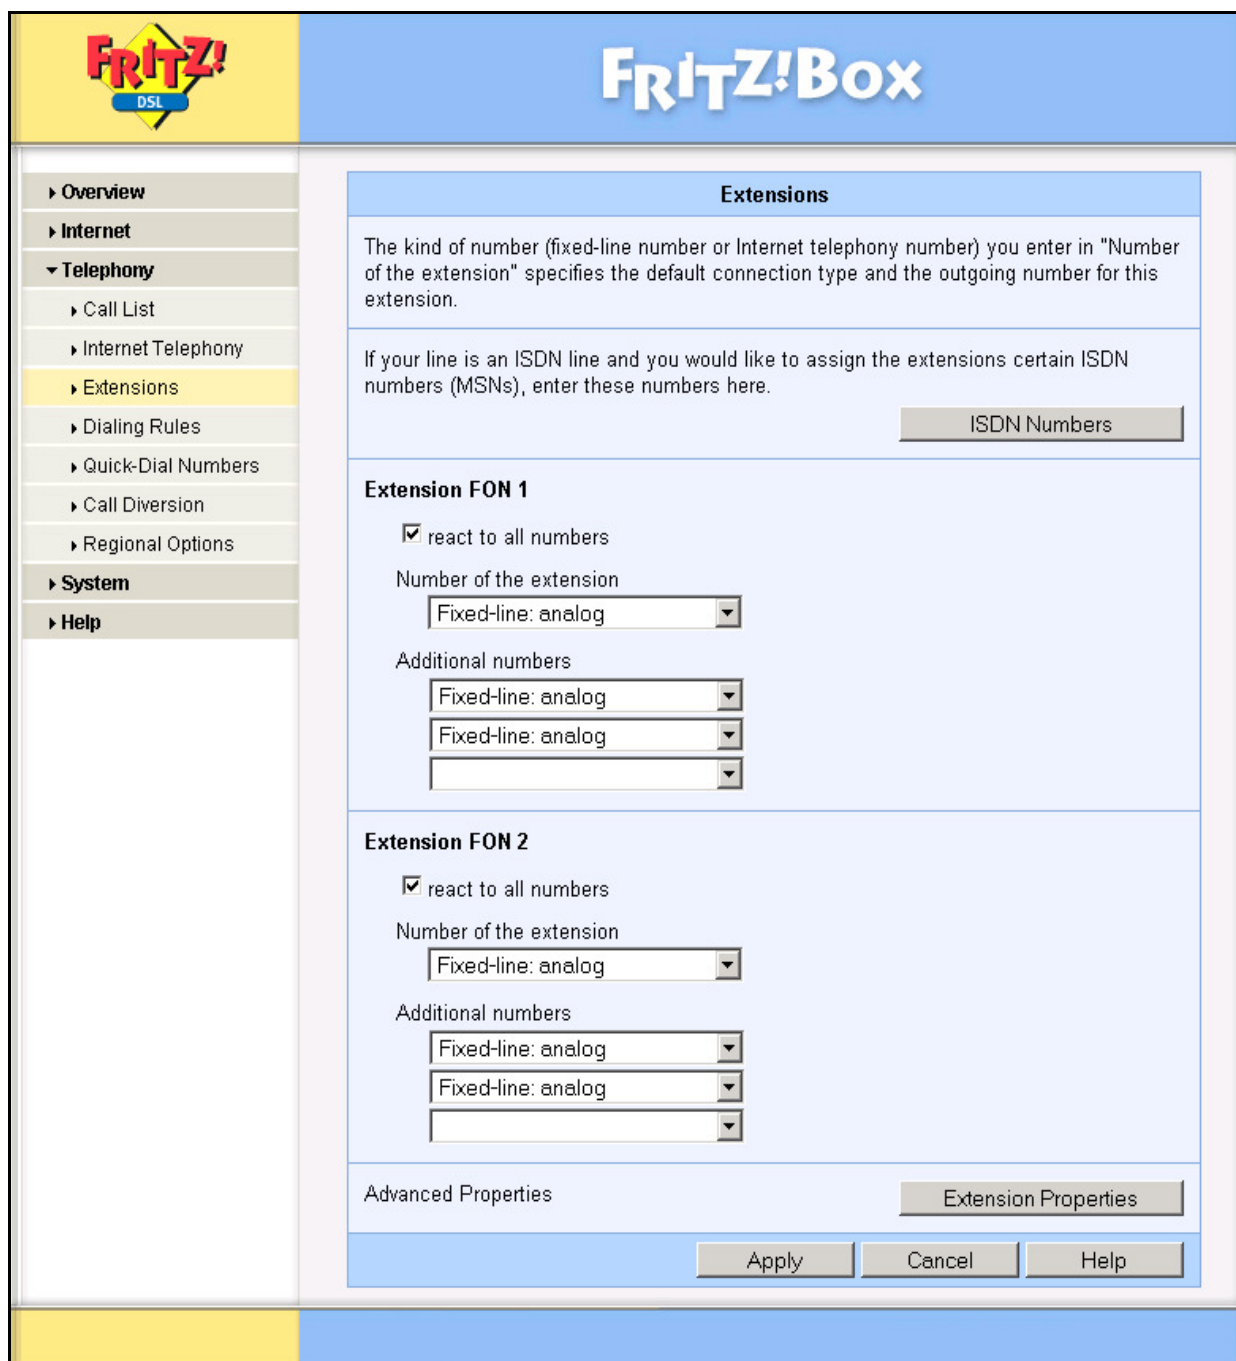 FRITZ!
DSL
FRITZ!BOX
Overview
Internet
Telephony
Call List
Internet Telephony
Extensions
Dialing Rules
Quick-Dial Numbers
Call Diversion
Regional Options
System
Help
Extensions
The kind of number (fixed-line number or Internet telephony number) you enter in "Number
of the extension" specifies the default connection type and the outgoing number for this
extension.
If your line is an ISDN line and you would like to assign the extensions certain ISDN
numbers (MSNs), enter these numbers here.
ISDN Numbers
Extension FON 1
react to all numbers
Number of the extension
Fixed-line: analog
Additional numbers
Fixed-line: analog
Fixed-line: analog
Extension FON 2
react to all numbers
Number of the extension
Fixed-line: analog
Additional numbers
Fixed-line: analog
Fixed-line: analog
Advanced Properties
Extension Properties
Apply
Cancel
Help